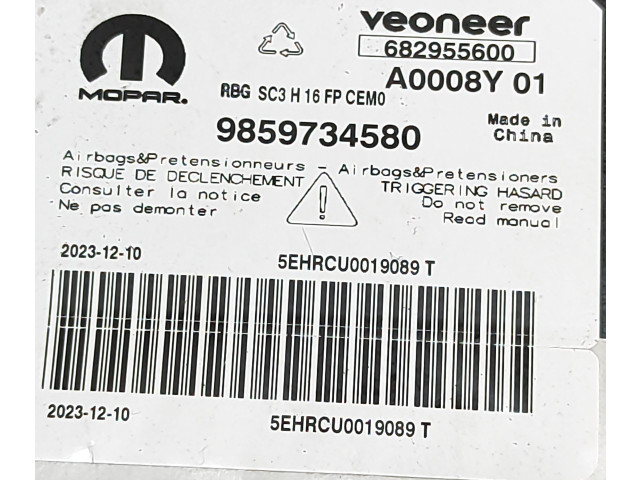 veoneer
682955600
A0008Y 01
MOPAR.
RBG SC3 H 16 FP CEM0
Made in
China
9859734580
Airbags&Pretensionneurs - Airbags&Pretensioners
RISQUE DE DECLENCHEMENT
TRIGGERING HASARD
Consulter la notice
Do not remove
Ne pas demonter
Read manual
2023-12-10 5EHRCU0019089 T
2023-12-10 5EHRCU0019089 T